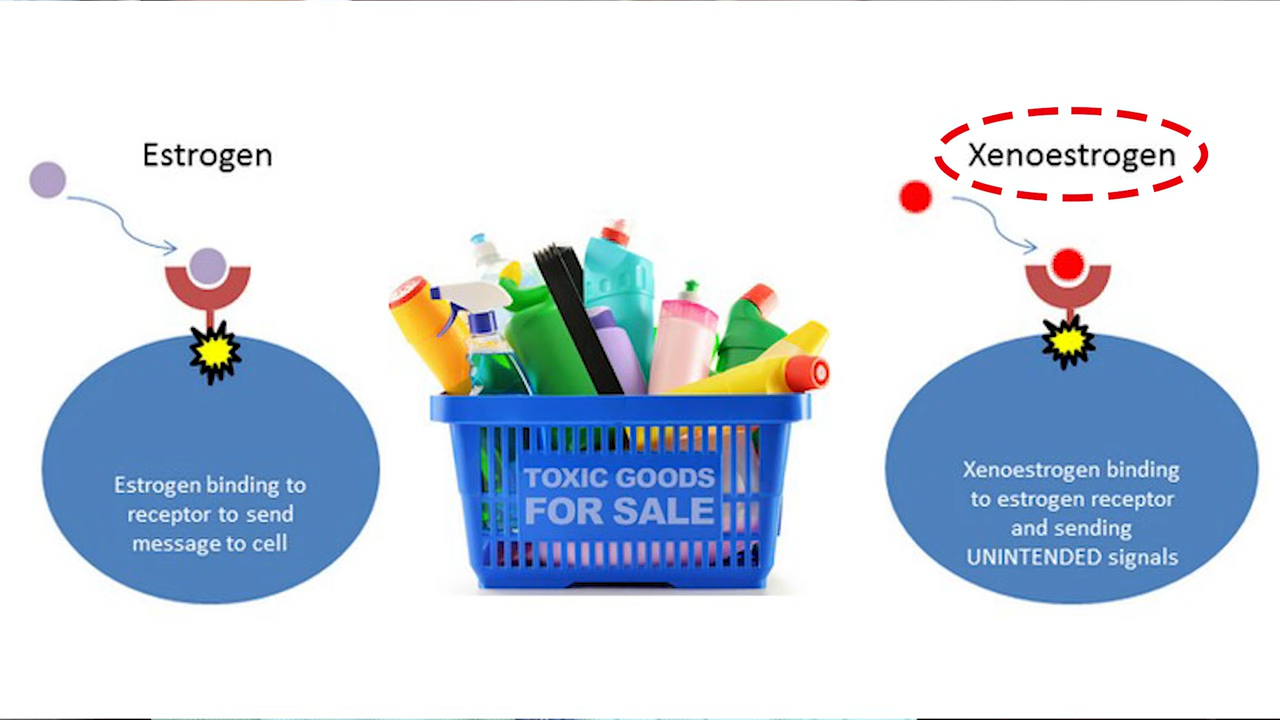 Estrogen
Estrogen binding to
receptor to send
message to cell
TOXIC GOODS
FOR SALE
Xenoestrogen
Xenoestrogen binding
to estrogen receptor
and sending
UNINTENDED signals